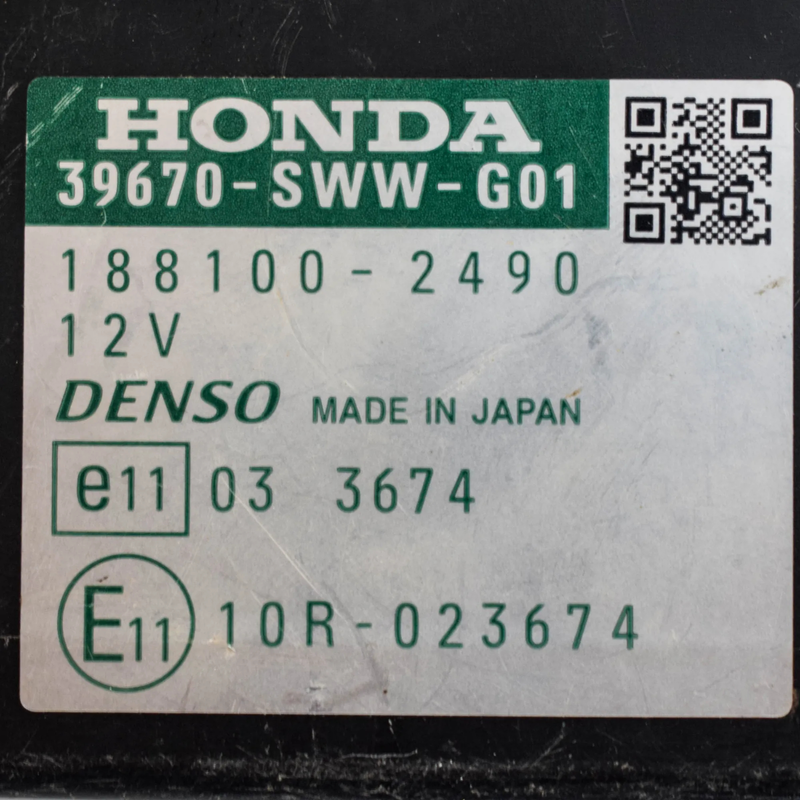 HONDA
39670-SWW-G01
188100-2490
12V
DENSO MADE IN JAPAN
e11 03 3674
E11 10R-023674